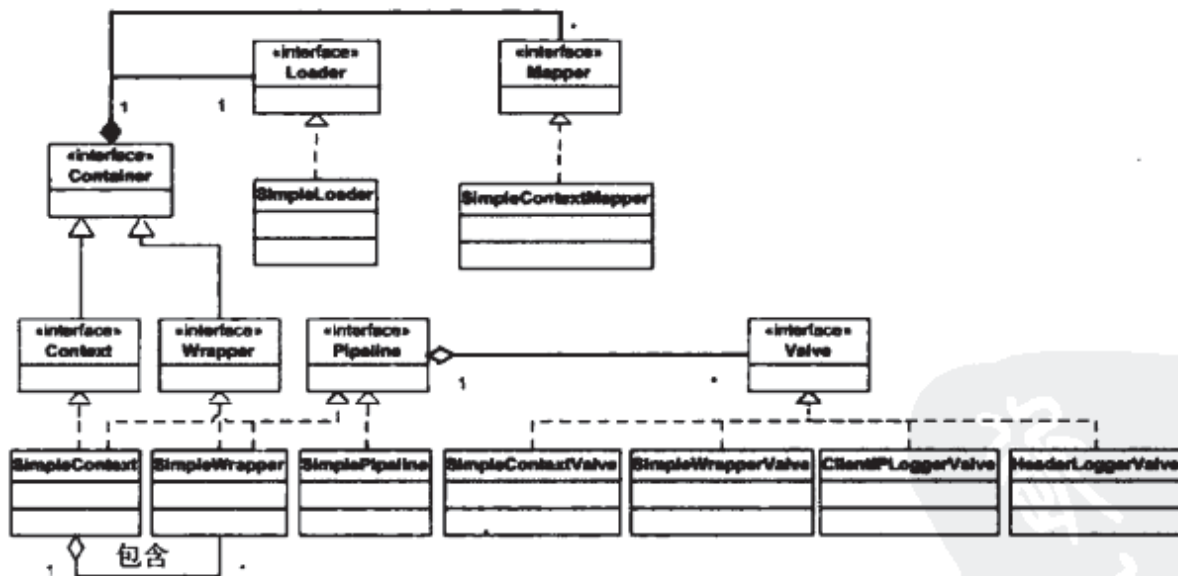 *
«interface»
Loader
«interface»
Mapper
1
1
«interface»
Container
SimpleLoader
SimpleContextMapper
«interface»
Context
«interface»
Wrapper
«interface»
Pipeline
«interface»
Valve
1
*
SimpleContext
SimpleWrapper
SimplePipeline
SimpleContextValve
SimpleWrapperValve
ClientIPLoggerValve
HeaderLoggerValve
包含
1
*